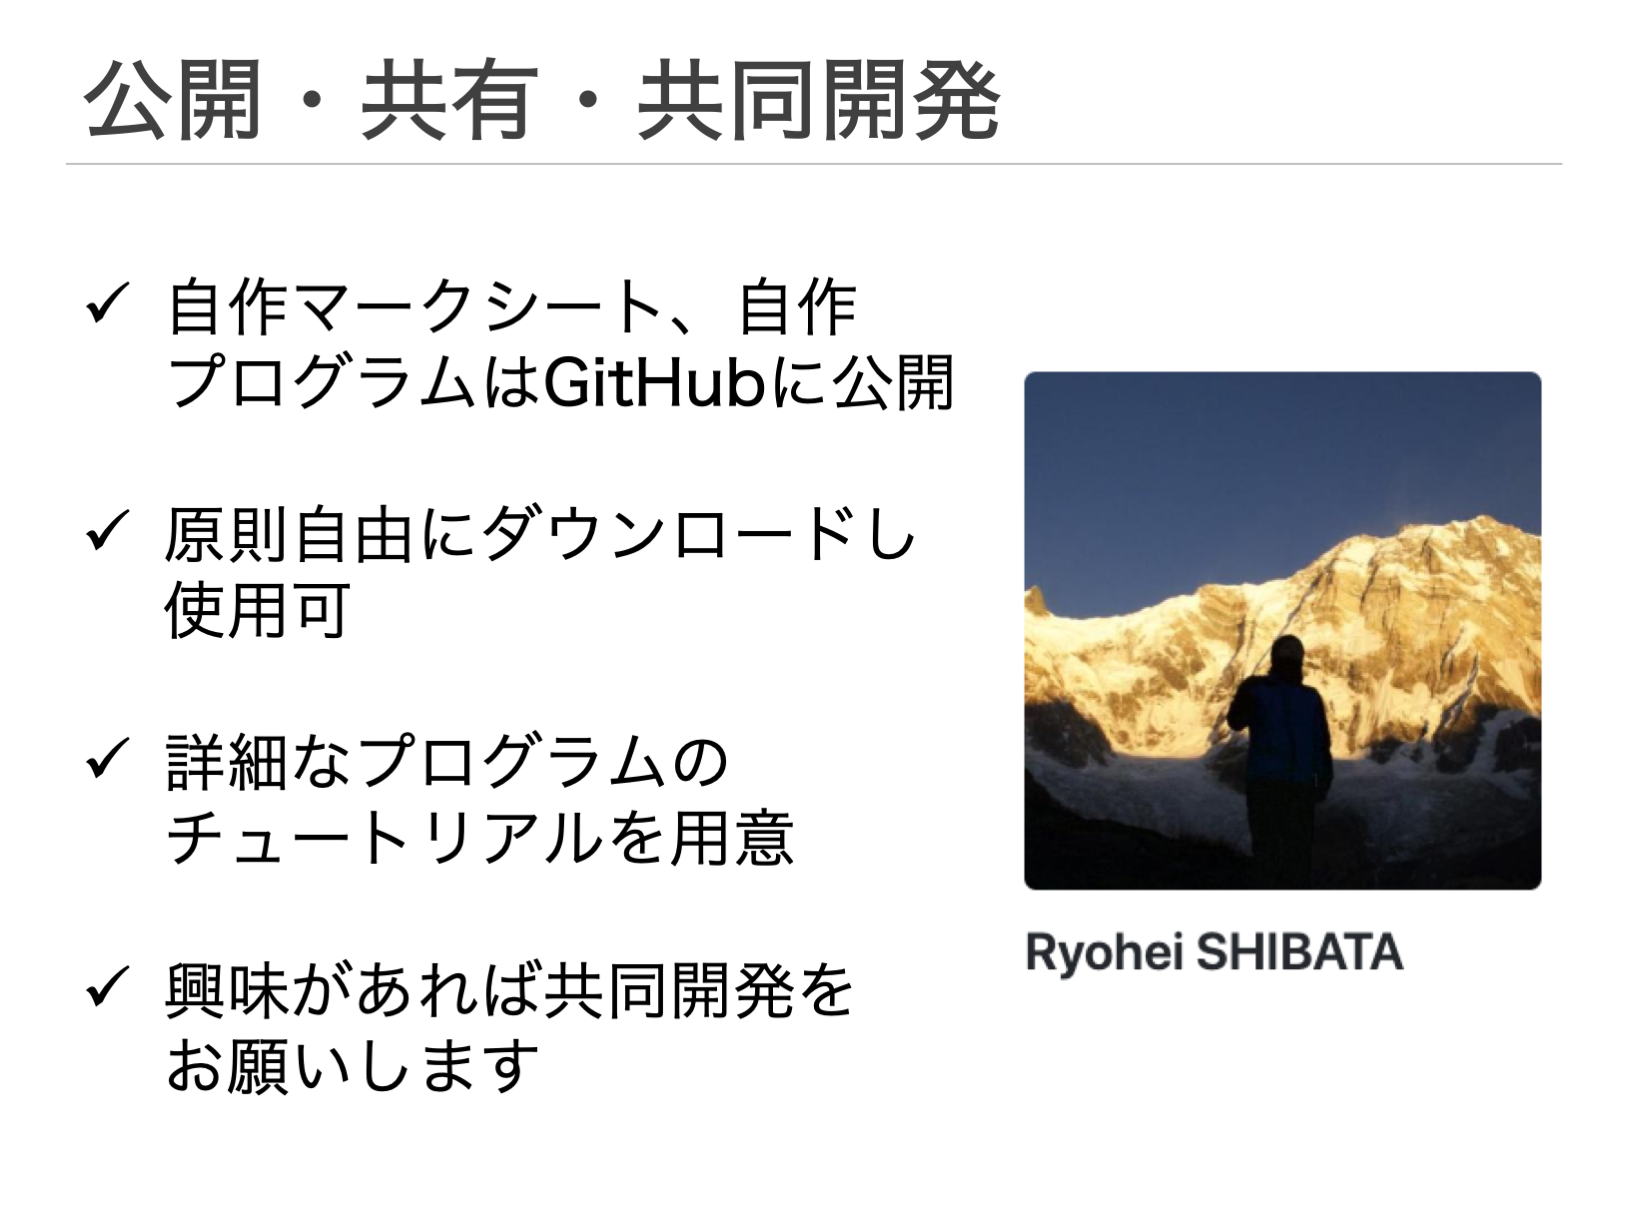 公開・共有・共同開発
✓ 自作マークシート、自作
プログラムはGitHubに公開
✓ 原則自由にダウンロードし
使用可
✓ 詳細なプログラムの
チュートリアルを用意
✓ 興味があれば共同開発を
お願いします
Ryohei SHIBATA